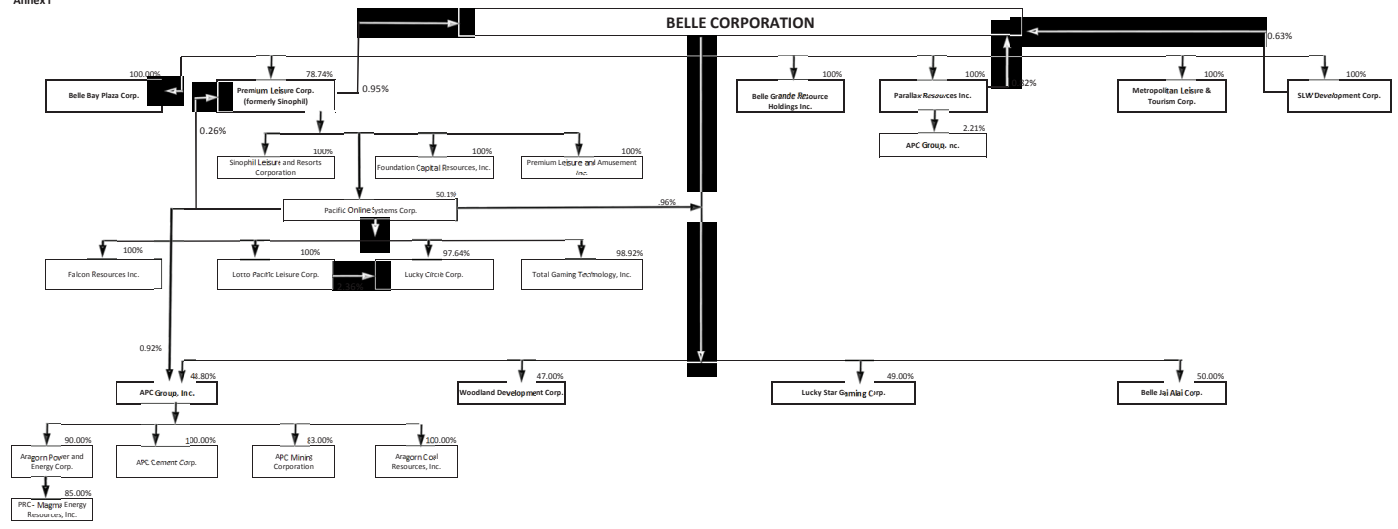 Annex I
BELLE CORPORATION
0.63%
100.00%
78.74%
100%
100%
100%
100%
Belle Bay Plaza Corp.
Premium Leisure Corp.
(formerly Sinophil)
0.95%
Belle Grande Resource
Holdings Inc.
Parallax Resources Inc.
Metropolitan Leisure &
Tourism Corp.
SLW Development Corp.
0.26%
2.21%
APC Group, Inc.
100%
100%
100%
Sinophil Leisure and Resorts
Corporation
Foundation Capital Resources, Inc.
Premium Leisure and Amusement
Inc.
50.1%
Pacific Online Systems Corp.
.96%
100%
100%
97.64%
98.92%
Falcon Resources Inc.
Lotto Pacific Leisure Corp.
Lucky Circle Corp.
Total Gaming Technology, Inc.
0.92%
48.80%
47.00%
49.00%
50.00%
APC Group, Inc.
Woodland Development Corp.
Lucky Star Gaming Corp.
Belle Jai Alai Corp.
90.00%
100.00%
83.00%
100.00%
Aragorn Power and
Energy Corp.
APC Cement Corp.
APC Mining
Corporation
Aragorn Coal
Resources, Inc.
85.00%
PRC - Magma Energy
Resources, Inc.